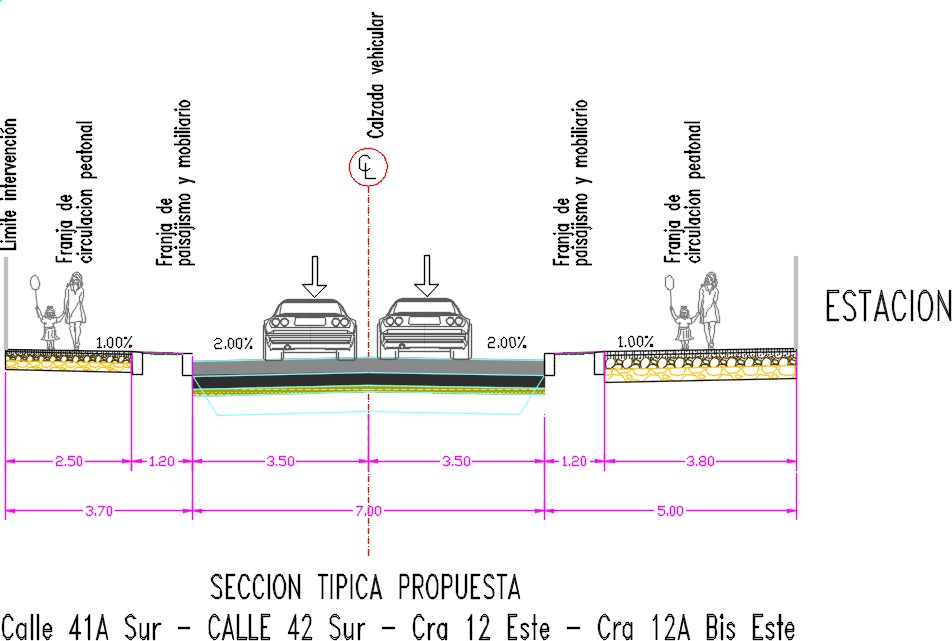 Limite intervención
Franja de
circulacion peatonal
Franja de
paisajismo y mobiliario
Calzada vehicular
CL
Franja de
paisajismo y mobiliario
Franja de
circulacion peatonal
ESTACION
1.00%
2.00%
2.00%
1.00%
2.50
1.20
3.50
3.50
1.20
3.80
3.70
7.00
5.00
SECCION TIPICA PROPUESTA
Calle 41A Sur - CALLE 42 Sur - Cra 12 Este - Cra 12A Bis Este